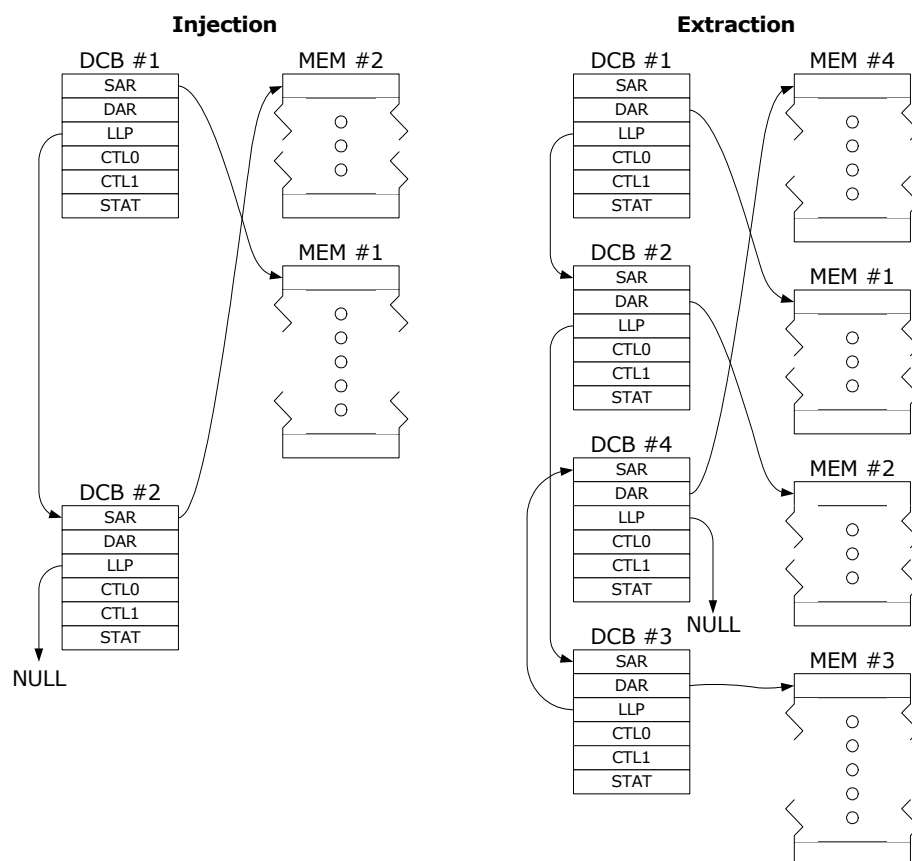 Injection
DCB #1
SAR
DAR
LLP
CTL0
CTL1
STAT
MEM #2
MEM #1
DCB #2
SAR
DAR
LLP
CTL0
CTL1
STAT
NULL
Extraction
DCB #1
SAR
DAR
LLP
CTL0
CTL1
STAT
MEM #4
DCB #2
SAR
DAR
LLP
CTL0
CTL1
STAT
MEM #1
DCB #4
SAR
DAR
LLP
CTL0
CTL1
STAT
NULL
MEM #2
DCB #3
SAR
DAR
LLP
CTL0
CTL1
STAT
MEM #3